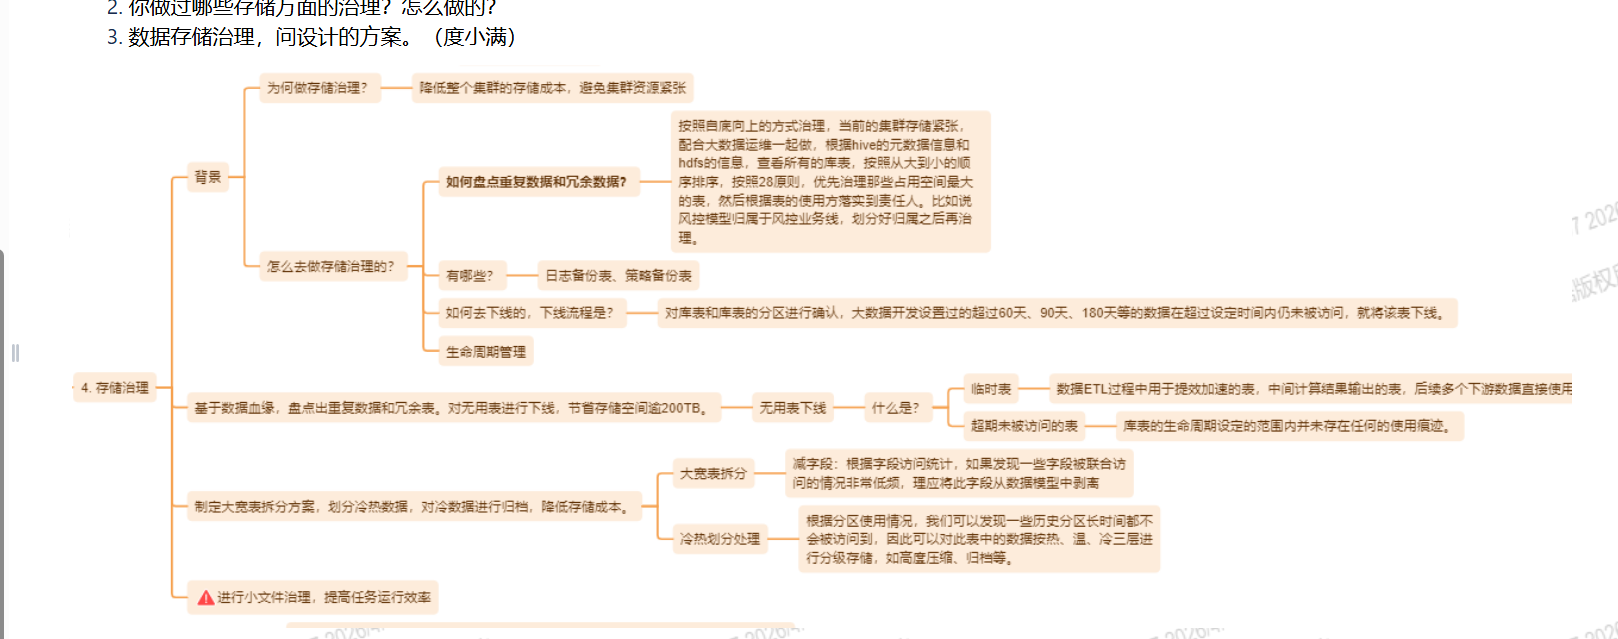 2. 你做过哪些存储方面的治理？怎么做的？
3. 数据存储治理，问设计的方案。（度小满）
为何做存储治理？
降低整个集群的存储成本，避免集群资源紧张
背景
如何盘点重复数据和冗余数据？
按照自底向上的方式治理，当前的集群存储紧张，
配合大数据运维一起做，根据hive的元数据信息和
hdfs的信息，查看所有的库表，按照从大到小的顺
序排序，按照28原则，优先治理那些占用空间最大
的表，然后根据表的使用方落实到责任人。比如说
风控模型归属于风控业务线，划分好归属之后再治
理。
怎么去做存储治理的？
有哪些？
日志备份表、策略备份表
如何去下线的，下线流程是？
对库表和库表的分区进行确认，大数据开发设置过的超过60天、90天、180天等的数据在超过设定时间内仍未被访问，就将该表下线。
生命周期管理
4. 存储治理
基于数据血缘，盘点出重复数据和冗余表。对无用表进行下线，节省存储空间逾200TB。
无用表下线
什么是？
临时表
数据ETL过程中用于提效加速的表，中间计算结果输出的表，后续多个下游数据直接使用
超期未被访问的表
库表的生命周期设定的范围内并未存在任何的使用痕迹。
制定大宽表拆分方案，划分冷热数据，对冷数据进行归档，降低存储成本。
大宽表拆分
减字段：根据字段访问统计，如果发现一些字段被联合访
问的情况非常低频，理应将此字段从数据模型中剥离
冷热划分处理
根据分区使用情况，我们可以发现一些历史分区长时间都不
会被访问到，因此可以对此表中的数据按热、温、冷三层进
行分级存储，如高度压缩、归档等。
进行小文件治理，提高任务运行效率